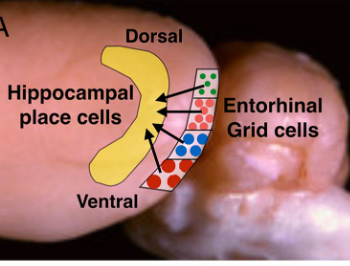 A
Dorsal
Hippocampal
place cells
Entorhinal
Grid cells
Ventral